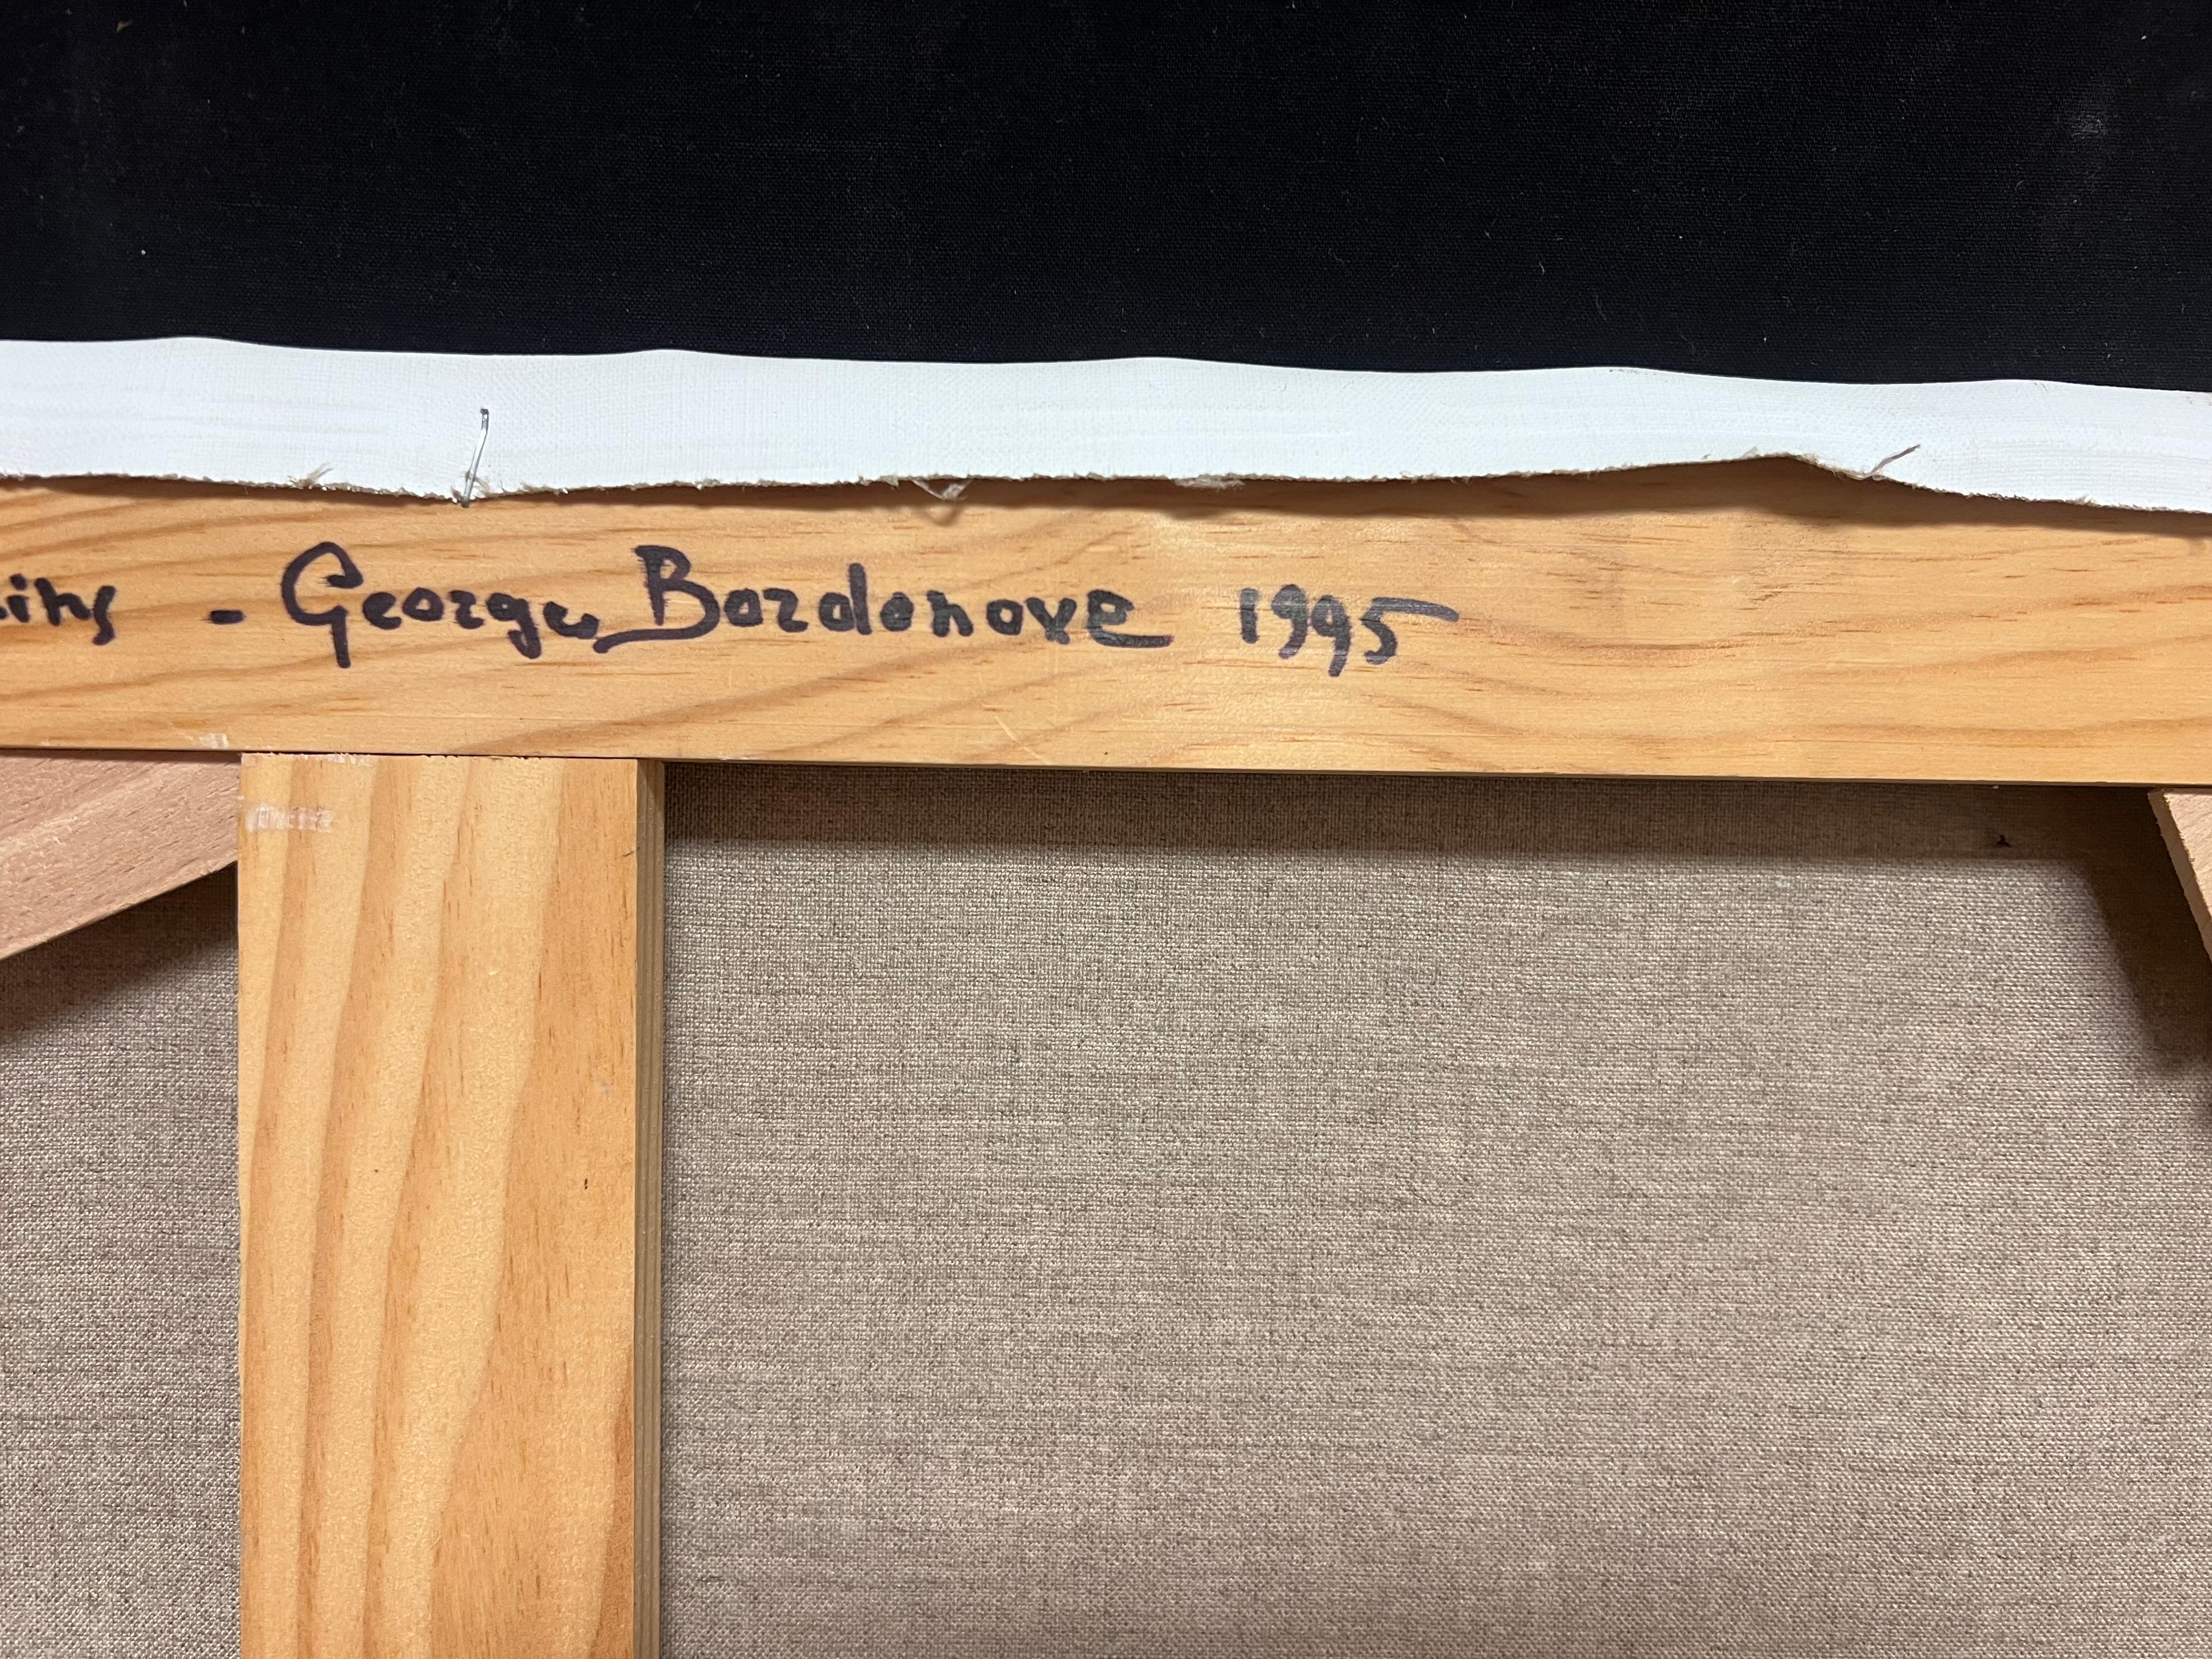 - Georges Bordonove 1995